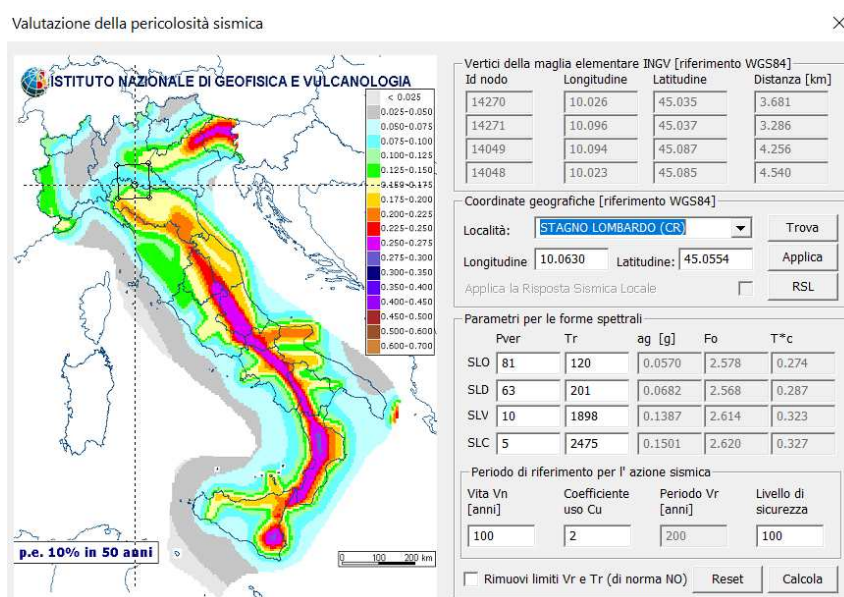 Valutazione della pericolosità sismica
ISTITUTO NAZIONALE DI GEOFISICA E VULCANOLOGIA
< 0.025
0.025-0.050
0.050-0.075
0.075-0.100
0.100-0.125
0.125-0.150
0.150-0.175
0.175-0.200
0.200-0.225
0.225-0.250
0.250-0.275
0.275-0.300
0.300-0.350
0.350-0.400
0.400-0.450
0.450-0.500
0.500-0.600
0.600-0.700
p.e. 10% in 50 anni
0 100 200 km
Vertici della maglia elementare INGV [riferimento WGS84]
Id nodo Longitudine Latitudine Distanza [km]
14270 10.026 45.035 3.681
14271 10.096 45.037 3.286
14049 10.094 45.087 4.256
14048 10.023 45.085 4.540
Coordinate geografiche [riferimento WGS84]
Località: STAGNO LOMBARDO (CR) Trova
Longitudine 10.0630 Latitudine: 45.0554 Applica
Applica la Risposta Sismica Locale RSL
Parametri per le forme spettrali
Pver Tr ag [g] Fo T*c
SLO 81 120 0.0570 2.578 0.274
SLD 63 201 0.0682 2.568 0.287
SLV 10 1898 0.1387 2.614 0.323
SLC 5 2475 0.1501 2.620 0.327
Periodo di riferimento per l' azione sismica
Vita Vn Coefficiente Periodo Vr Livello di
[anni] uso Cu [anni] sicurezza
100 2 200 100
Rimuovi limiti Vr e Tr (di norma NO) Reset Calcola